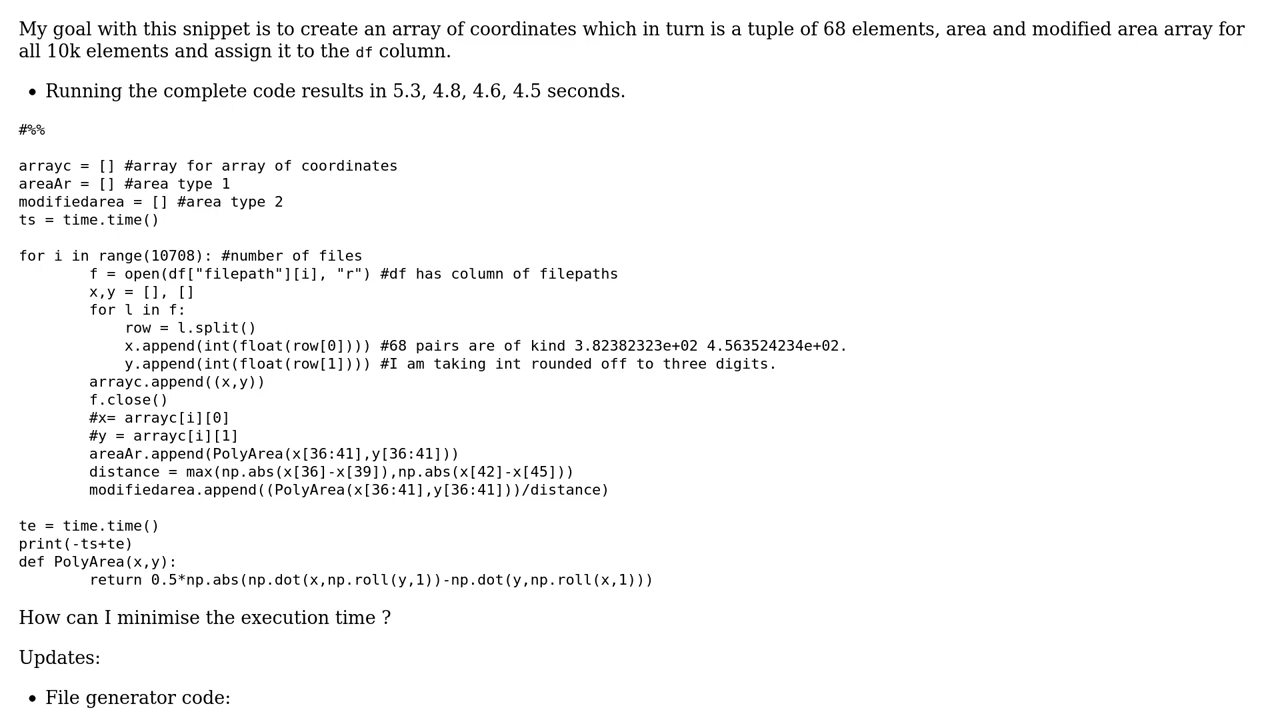 My goal with this snippet is to create an array of coordinates which in turn is a tuple of 68 elements, area and modified area array for
all 10k elements and assign it to the df column.
• Running the complete code results in 5.3, 4.8, 4.6, 4.5 seconds.
#%%
arrayc = [] #array for array of coordinates
areaAr = [] #area type 1
modifiedarea = [] #area type 2
ts = time.time()
for i in range(10708): #number of files
        f = open(df["filepath"][i], "r") #df has column of filepaths
        x,y = [], []
        for l in f:
            row = l.split()
            x.append(int(float(row[0]))) #68 pairs are of kind 3.82382323e+02 4.563524234e+02.
            y.append(int(float(row[1]))) #I am taking int rounded off to three digits.
        arrayc.append((x,y))
        f.close()
        #x= arrayc[i][0]
        #y = arrayc[i][1]
        areaAr.append(PolyArea(x[36:41],y[36:41]))
        distance = max(np.abs(x[36]-x[39]),np.abs(x[42]-x[45]))
        modifiedarea.append((PolyArea(x[36:41],y[36:41]))/distance)
te = time.time()
print(-ts+te)
def PolyArea(x,y):
        return 0.5*np.abs(np.dot(x,np.roll(y,1))-np.dot(y,np.roll(x,1)))
How can I minimise the execution time ?
Updates:
• File generator code: